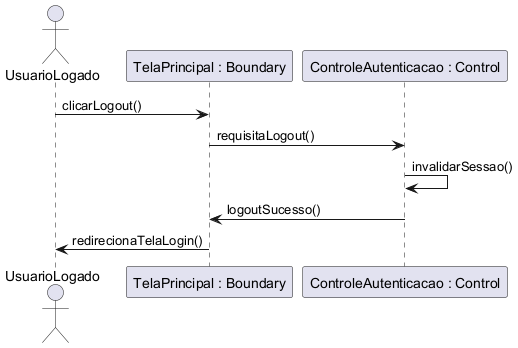 UsuarioLogado
TelaPrincipal : Boundary
ControleAutenticacao : Control
clicarLogout()
requisitaLogout()
invalidarSessao()
logoutSucesso()
redirecionaTelaLogin()
UsuarioLogado
TelaPrincipal : Boundary
ControleAutenticacao : Control